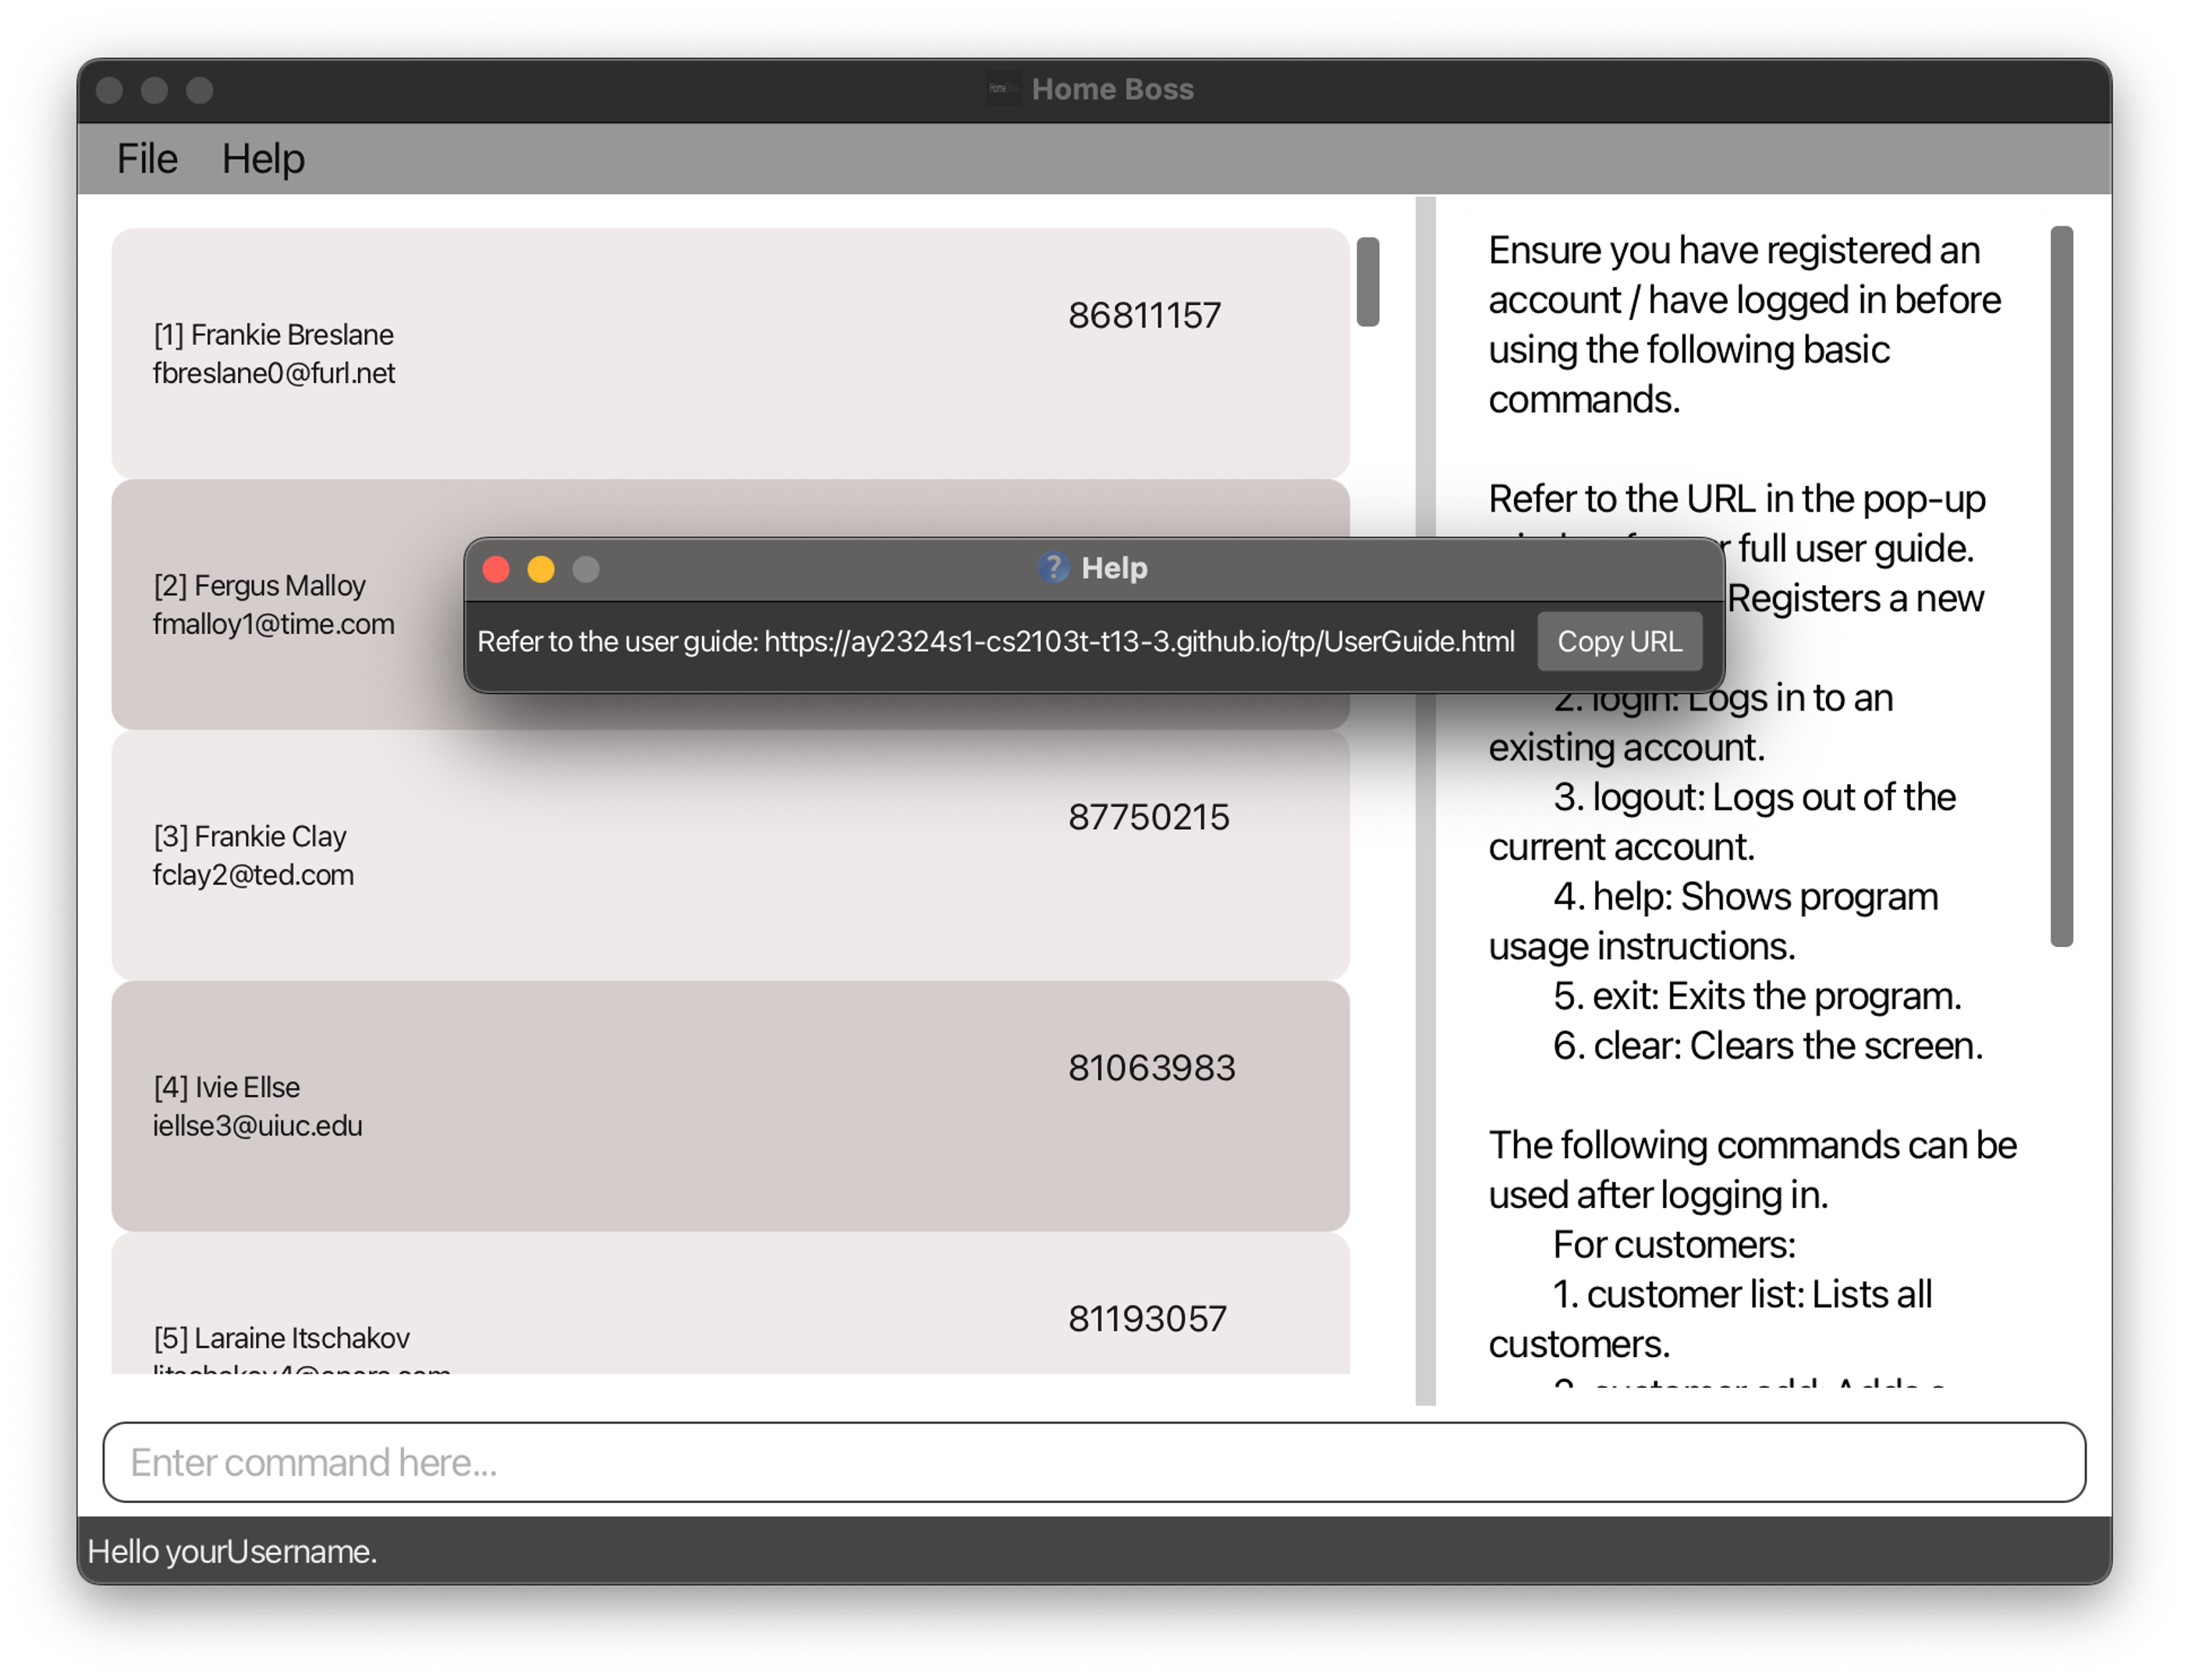 Home Boss
File Help
[1] Frankie Breslane
fbreslane0@furl.net
86811157
[2] Fergus Malloy
fmalloy1@time.com
[3] Frankie Clay
fclay2@ted.com
87750215
[4] Ivie Ellse
iellse3@uiuc.edu
81063983
[5] Laraine Itschakov
81193057
Help
Refer to the user guide: https://ay2324s1-cs2103t-t13-3.github.io/tp/UserGuide.html
Copy URL
Ensure you have registered an
account / have logged in before
using the following basic
commands.
Refer to the URL in the pop-up
full user guide.
Registers a new
2. login: Logs in to an
existing account.
3. logout: Logs out of the
current account.
4. help: Shows program
usage instructions.
5. exit: Exits the program.
6. clear: Clears the screen.
The following commands can be
used after logging in.
For customers:
1. customer list: Lists all
customers.
Enter command here...
Hello yourUsername.